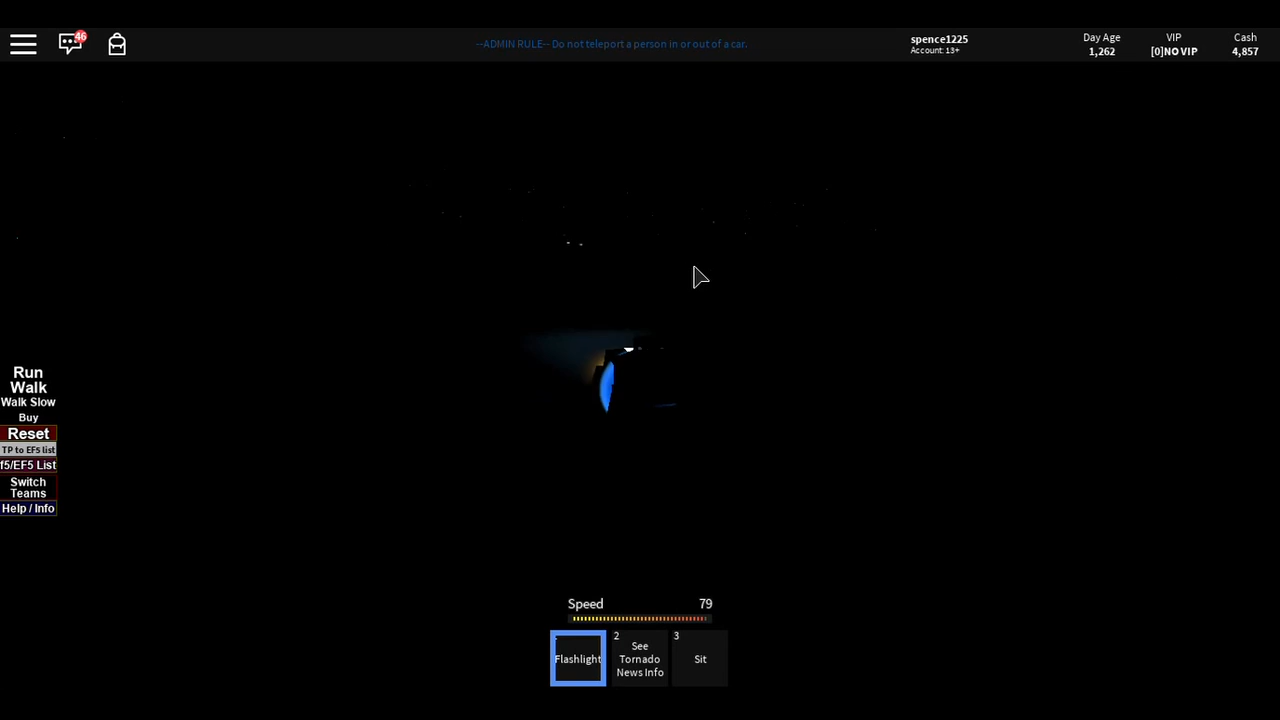 46
--ADMIN RULE-- Do not teleport a person in or out of a car.
spence1225
Account: 13+
Day Age
1,262
VIP
[0]NO VIP
Cash
4,857
Run
Walk
Walk Slow
Buy
Reset
TP to EF5 list
f5/EF5 List
Switch
Teams
Help / Info
Speed 79
1
Flashlight
2
See
Tornado
News Info
3
Sit